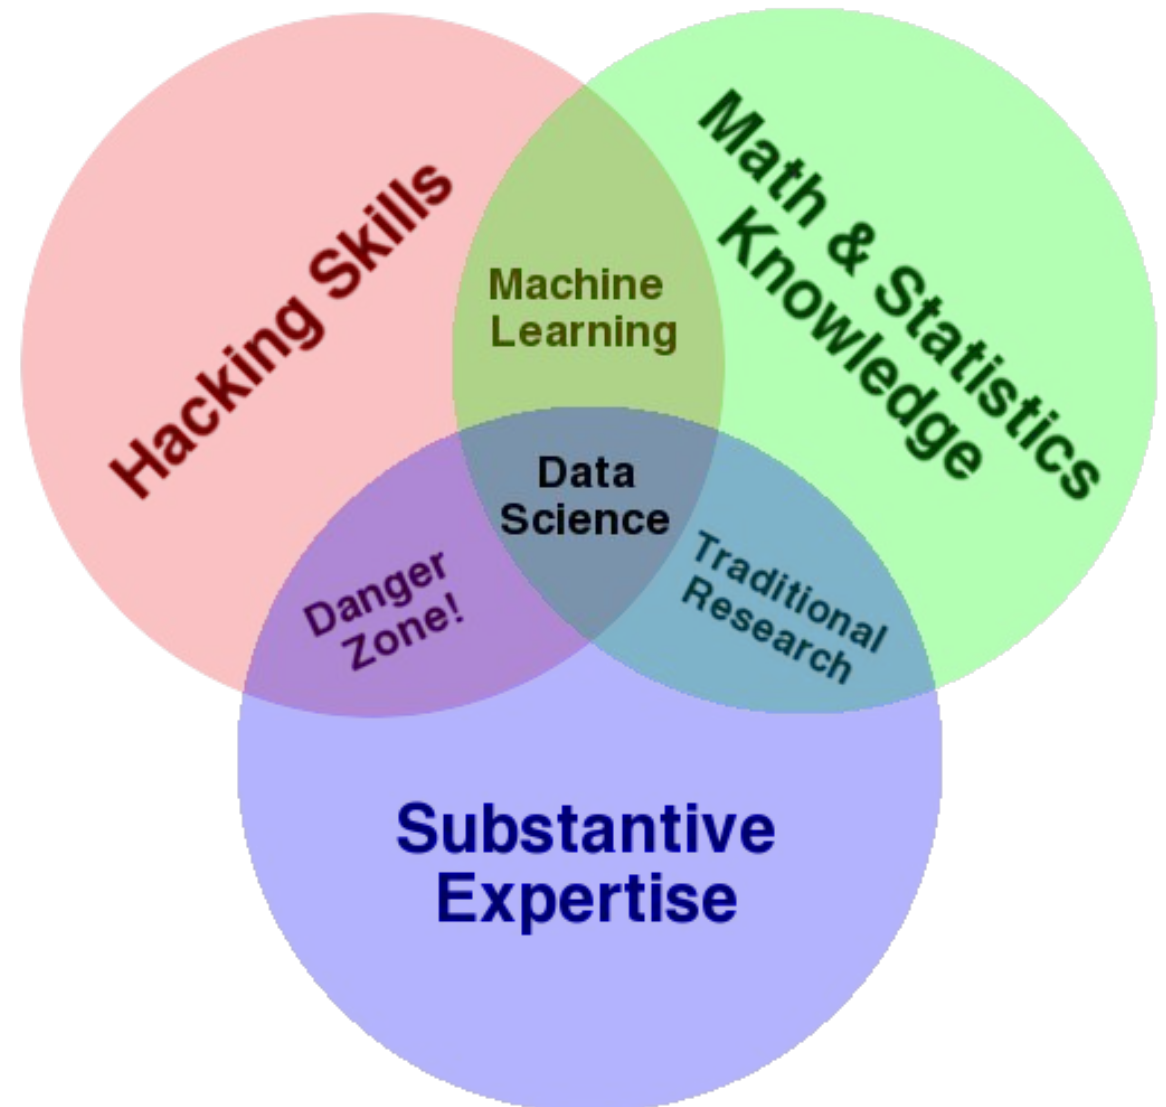 Hacking Skills
Math & Statistics
Knowledge
Machine
Learning
Data
Science
Danger
Zone!
Traditional
Research
Substantive
Expertise